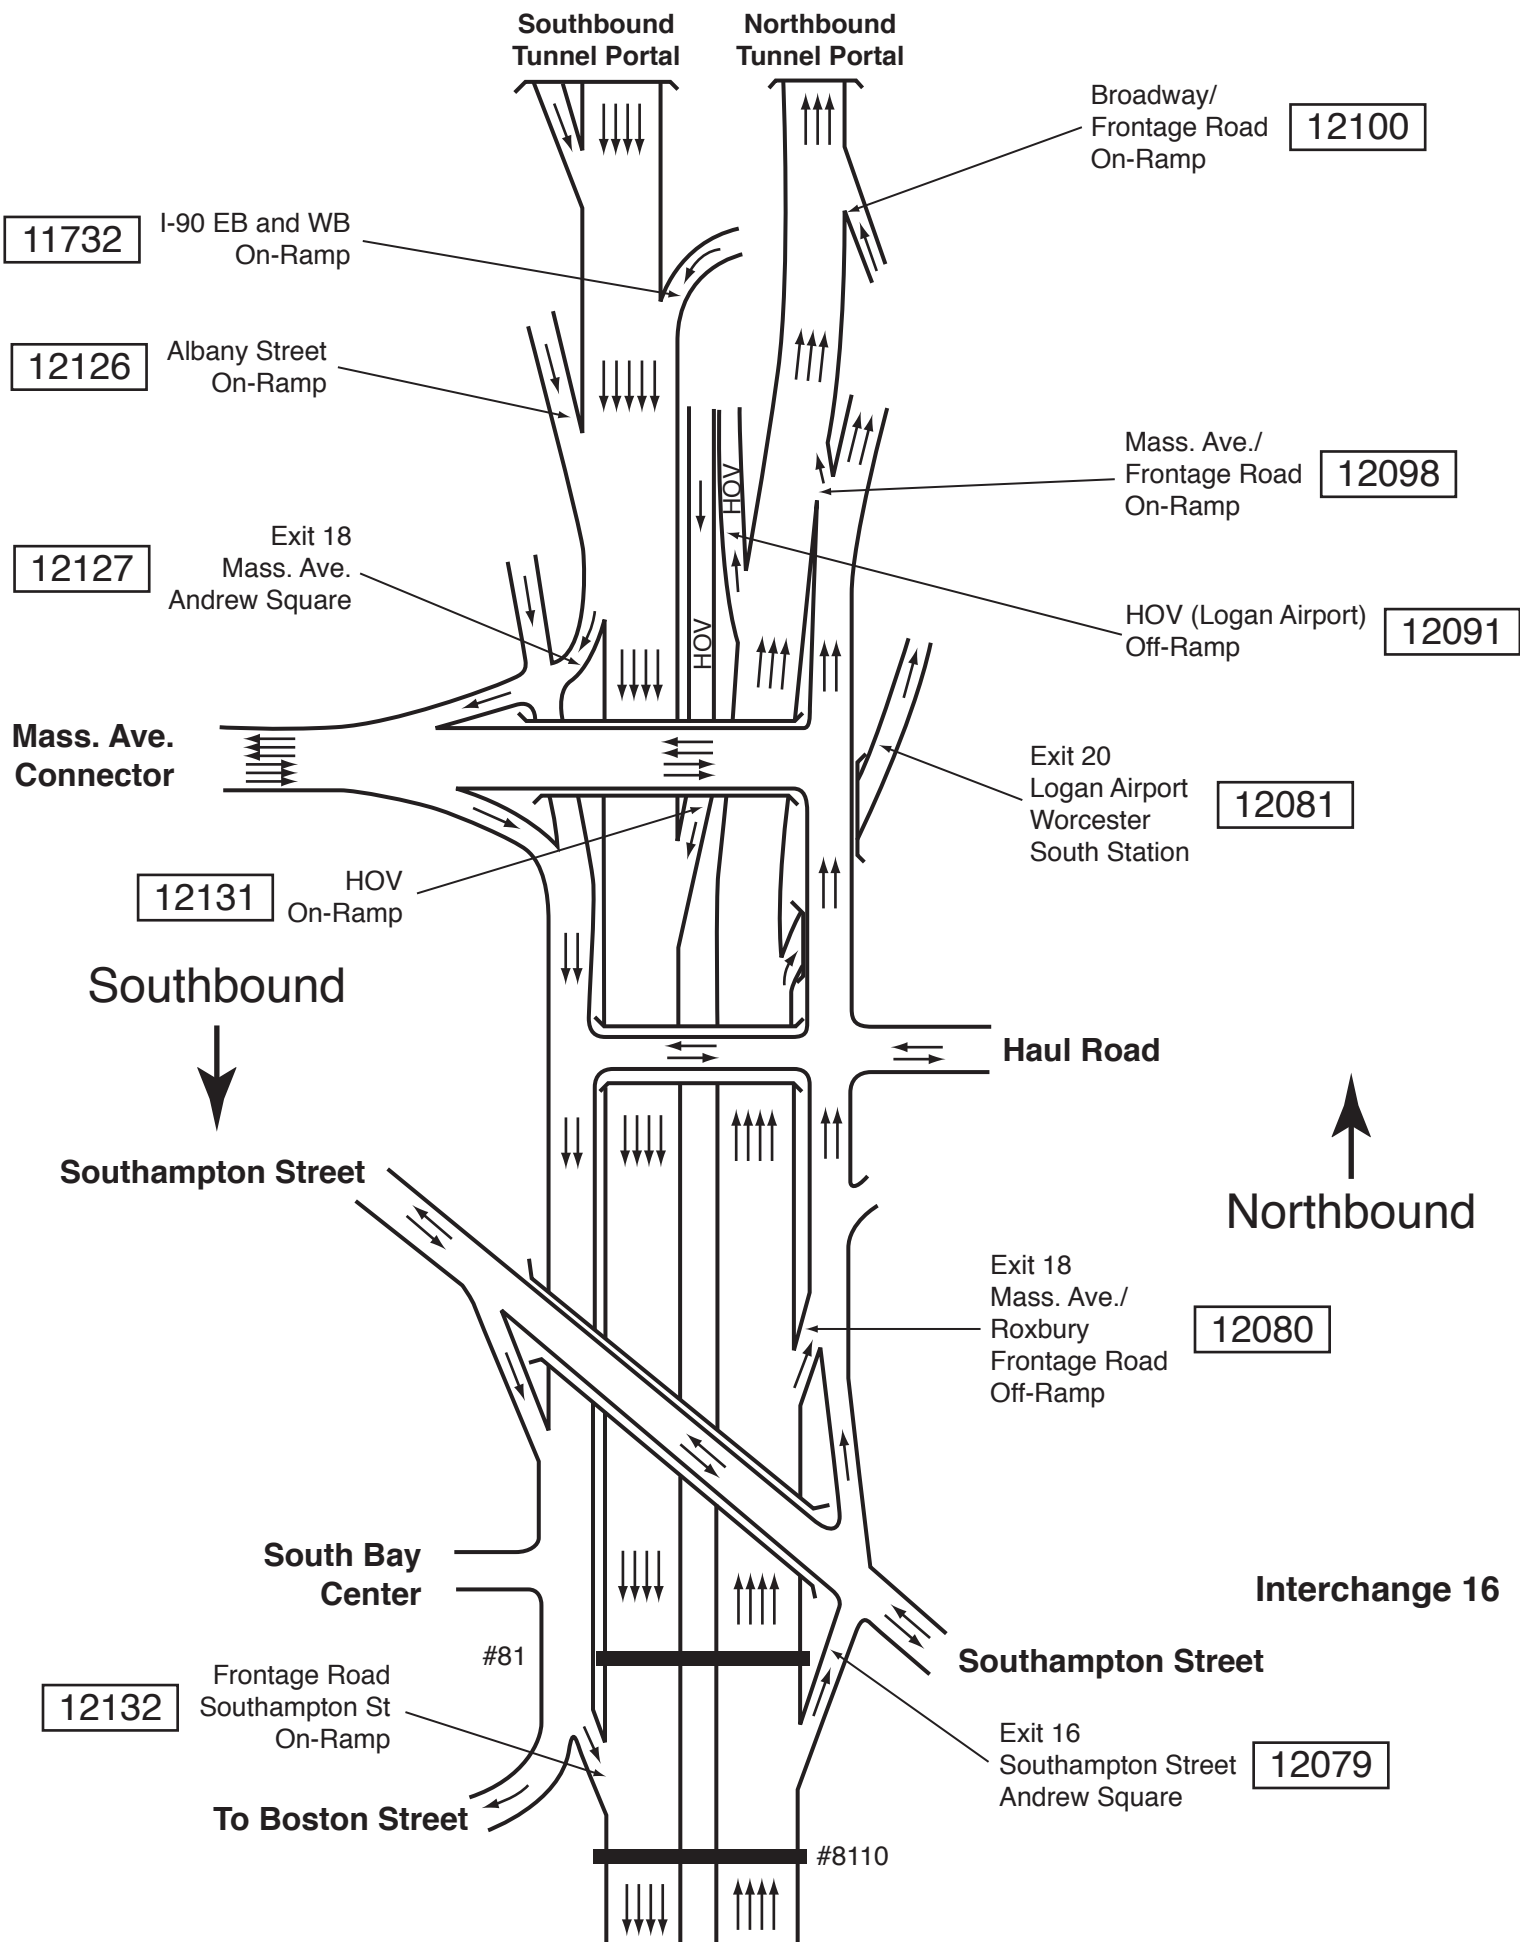 Southbound
Tunnel Portal
Northbound
Tunnel Portal
Broadway/
Frontage Road
On-Ramp
12100
11732
I-90 EB and WB
On-Ramp
12126
Albany Street
On-Ramp
Mass. Ave./
Frontage Road
On-Ramp
12098
HOV
12127
Exit 18
Mass. Ave.
Andrew Square
HOV (Logan Airport)
Off-Ramp
12091
HOV
Mass. Ave.
Connector
Exit 20
Logan Airport
Worcester
South Station
12081
12131
HOV
On-Ramp
Southbound
Haul Road
Southampton Street
Northbound
Exit 18
Mass. Ave./
Roxbury
Frontage Road
Off-Ramp
12080
South Bay
Center
Interchange 16
#81
Southampton Street
12132
Frontage Road
Southampton St
On-Ramp
Exit 16
Southampton Street
Andrew Square
12079
To Boston Street
#8110